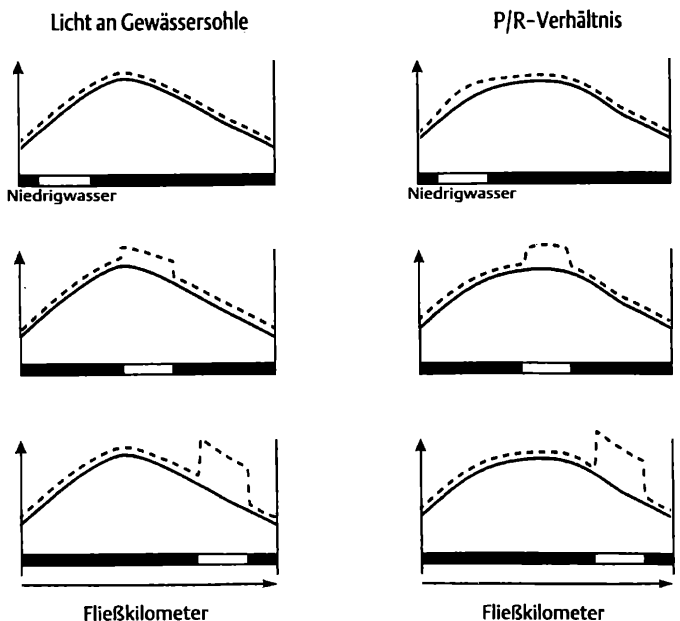 Licht an Gewässersohle
P/R-Verhältnis
Niedrigwasser
Niedrigwasser
Fließkilometer
Fließkilometer